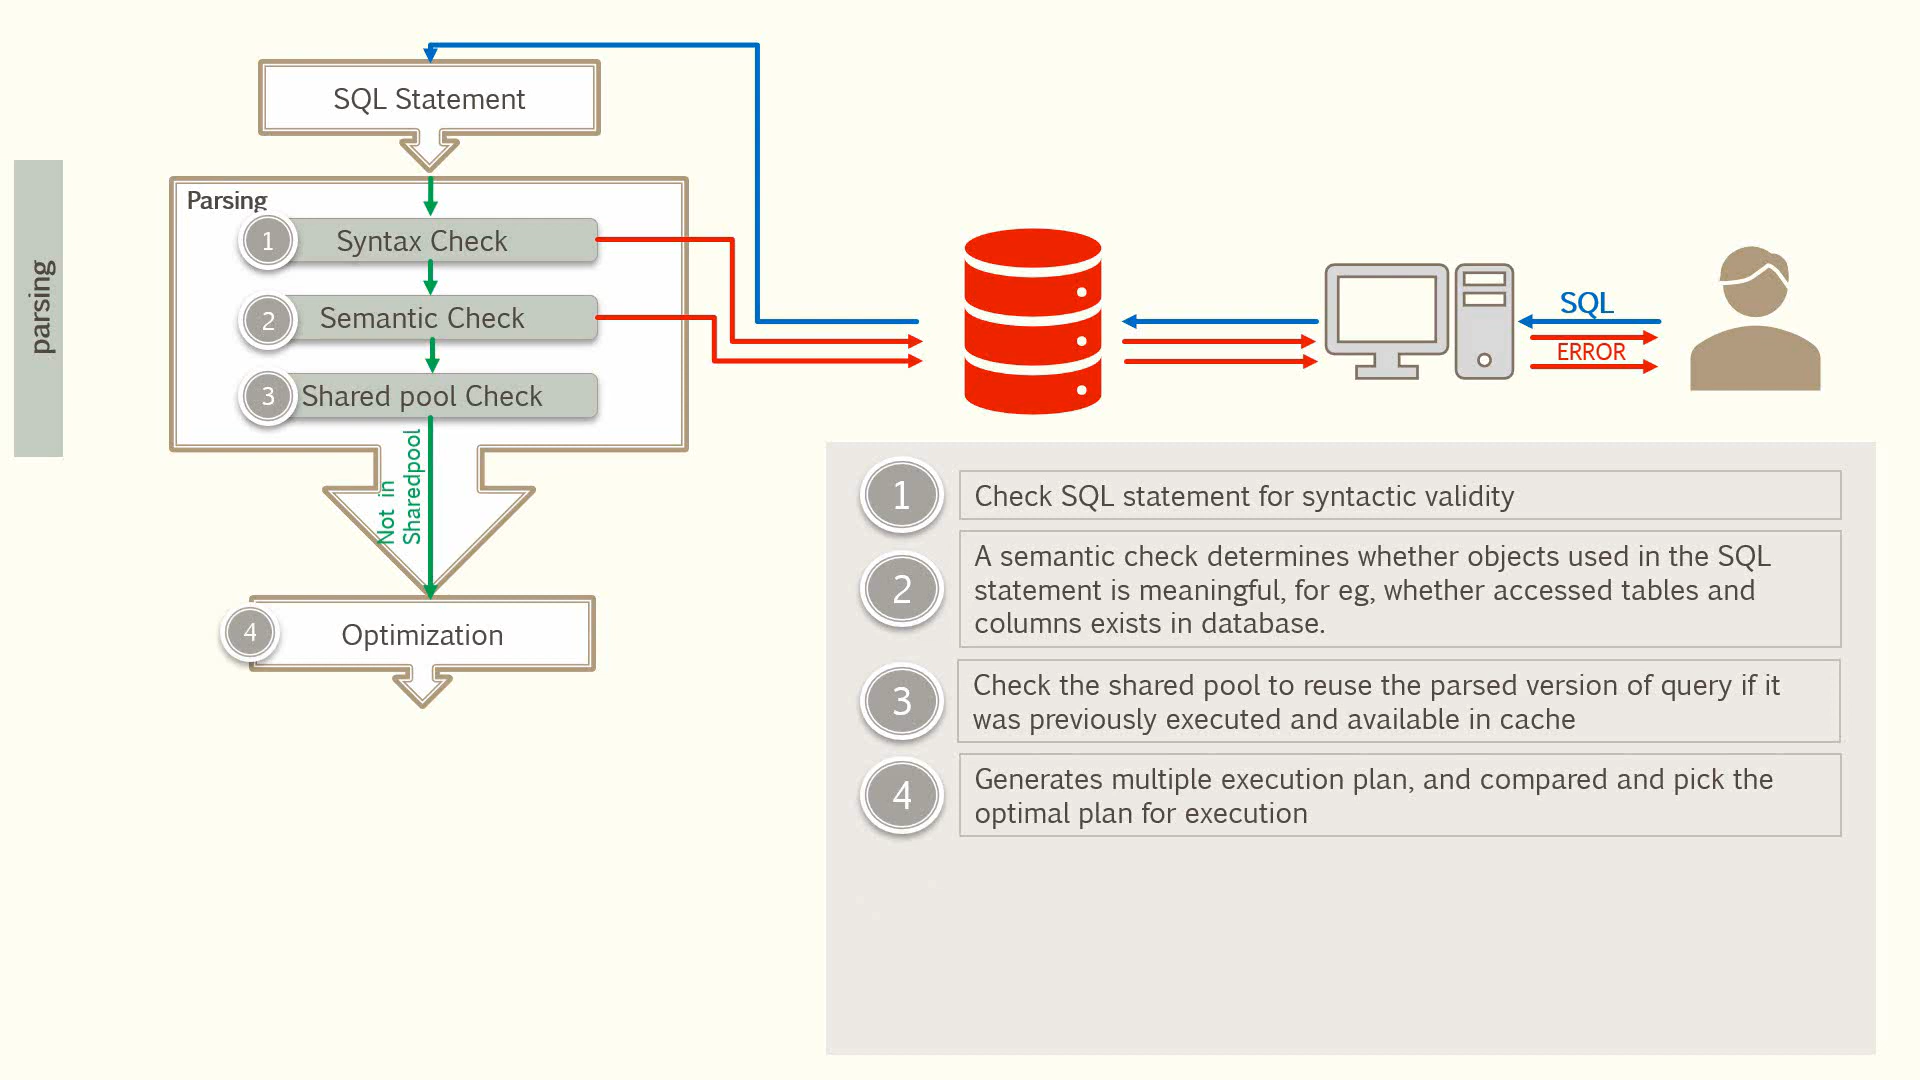 SQL Statement
parsing
Parsing
1
Syntax Check
2
Semantic Check
3
Shared pool Check
Not in
Sharedpool
4
Optimization
SQL
ERROR
1
Check SQL statement for syntactic validity
2
A semantic check determines whether objects used in the SQL
statement is meaningful, for eg, whether accessed tables and
columns exists in database.
3
Check the shared pool to reuse the parsed version of query if it
was previously executed and available in cache
4
Generates multiple execution plan, and compared and pick the
optimal plan for execution